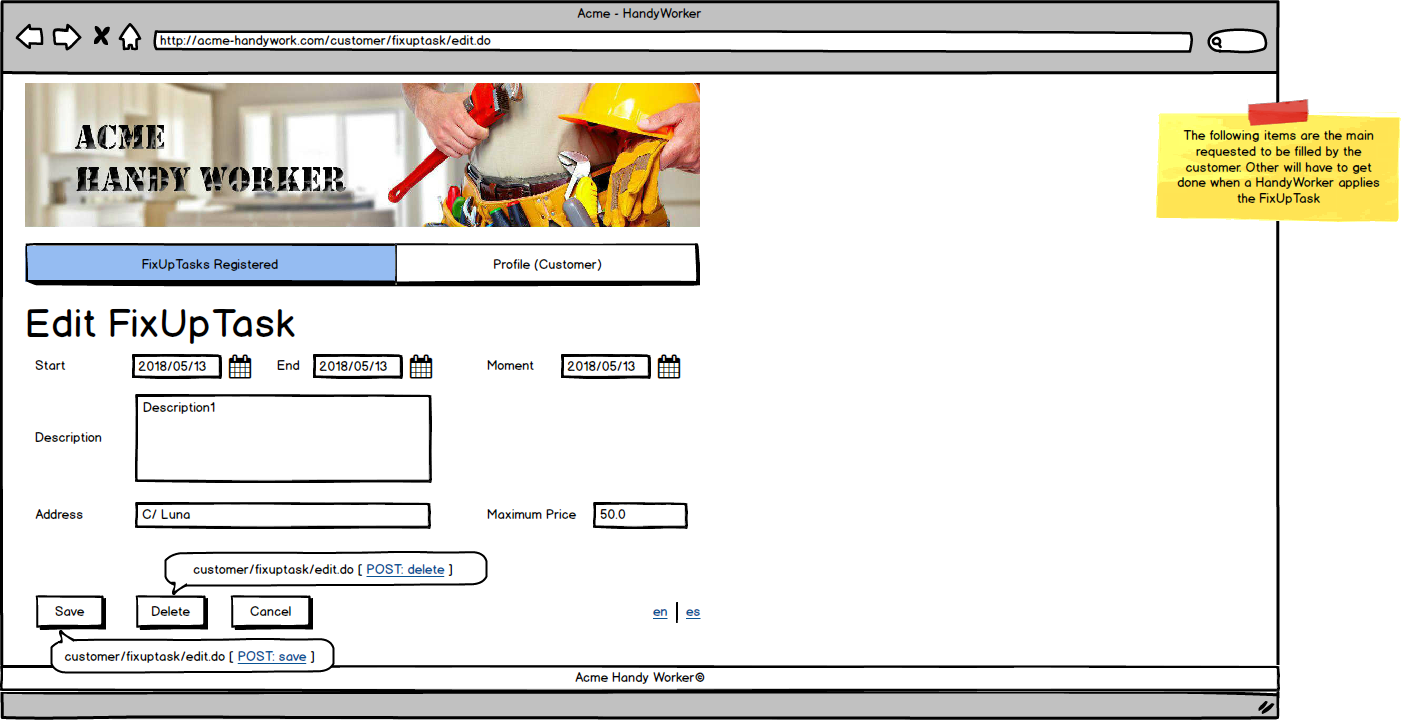 Acme - HandyWorker
http://acme-handywork.com/customer/fixuptask/edit.do
ACME
HANDY WORKER
The following items are the main
requested to be filled by the
customer. Other will have to get
done when a HandyWorker applies
the FixUpTask
FixUpTasks Registered
Profile (Customer)
Edit FixUpTask
Start 2018/05/13 End 2018/05/13 Moment 2018/05/13
Description1
Description
Address C/ Luna Maximum Price 50.0
customer/fixuptask/edit.do [ POST: delete ]
Save Delete Cancel en es
customer/fixuptask/edit.do [ POST: save ]
Acme Handy Worker©